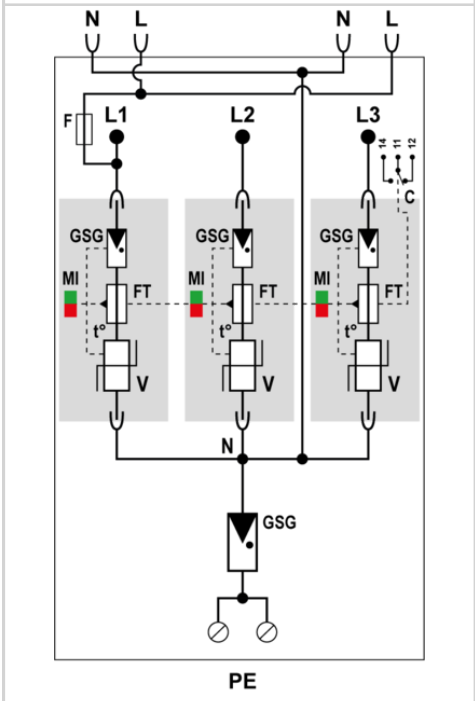 N L N L
F L1 L2 L3
14 11 12
C
GSG GSG GSG
MI FT MI FT MI FT
t° t° t°
V V V
N
GSG
PE